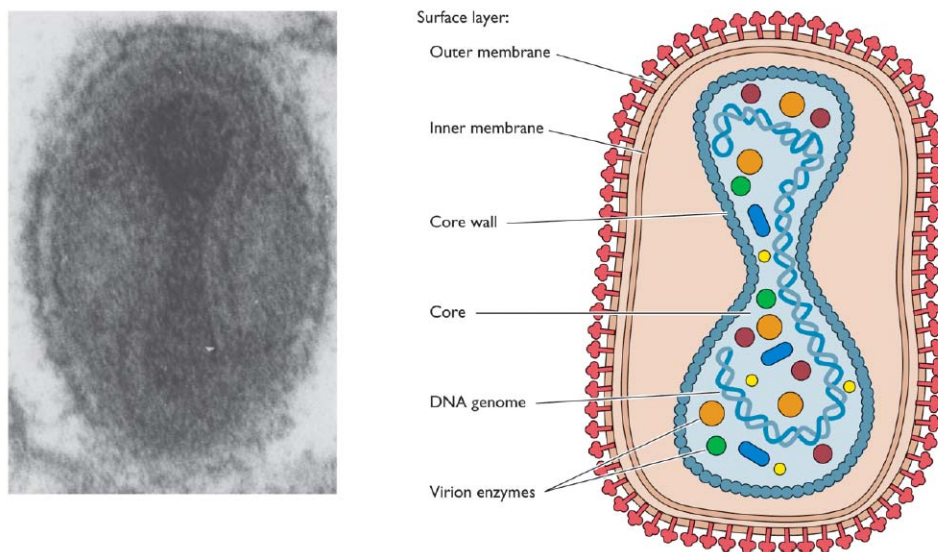 Surface layer:
Outer membrane
Inner membrane
Core wall
Core
DNA genome
Virion enzymes